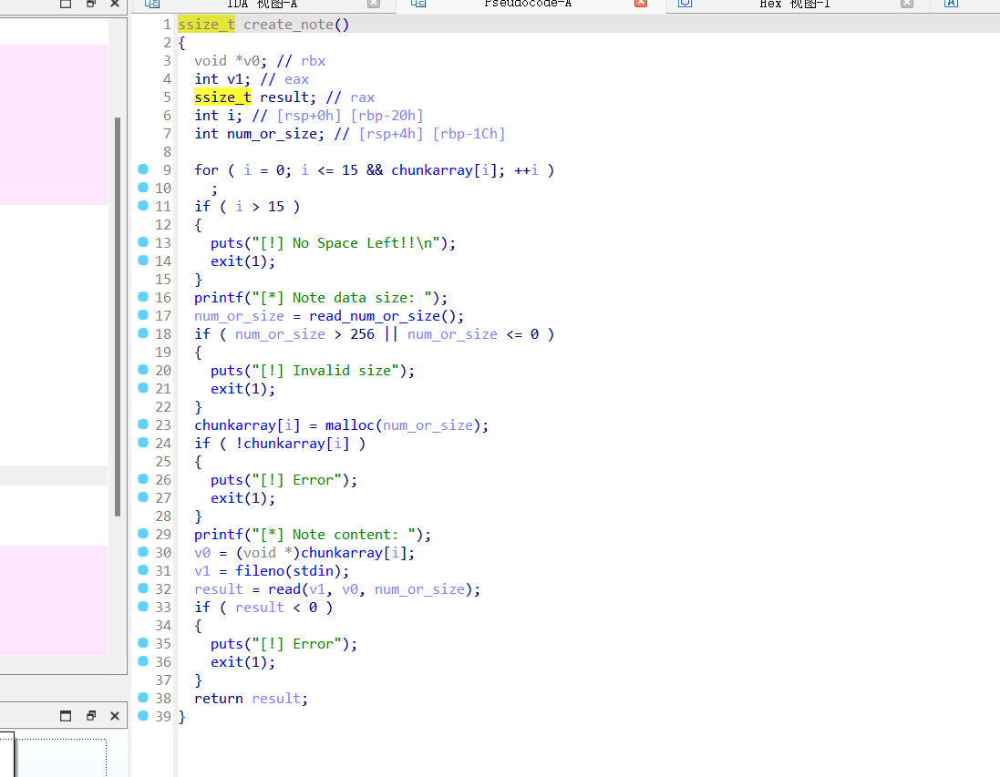 IDA 视图-A Pseudocode-A Hex 视图-1
1 ssize_t create_note()
2 {
3 void *v0; // rbx
4 int v1; // eax
5 ssize_t result; // rax
6 int i; // [rsp+0h] [rbp-20h]
7 int num_or_size; // [rsp+4h] [rbp-1Ch]
8
9 for ( i = 0; i <= 15 && chunkarray[i]; ++i )
10 ;
11 if ( i > 15 )
12 {
13 puts("[!] No Space Left!!\n");
14 exit(1);
15 }
16 printf("[*] Note data size: ");
17 num_or_size = read_num_or_size();
18 if ( num_or_size > 256 || num_or_size <= 0 )
19 {
20 puts("[!] Invalid size");
21 exit(1);
22 }
23 chunkarray[i] = malloc(num_or_size);
24 if ( !chunkarray[i] )
25 {
26 puts("[!] Error");
27 exit(1);
28 }
29 printf("[*] Note content: ");
30 v0 = (void *)chunkarray[i];
31 v1 = fileno(stdin);
32 result = read(v1, v0, num_or_size);
33 if ( result < 0 )
34 {
35 puts("[!] Error");
36 exit(1);
37 }
38 return result;
39 }